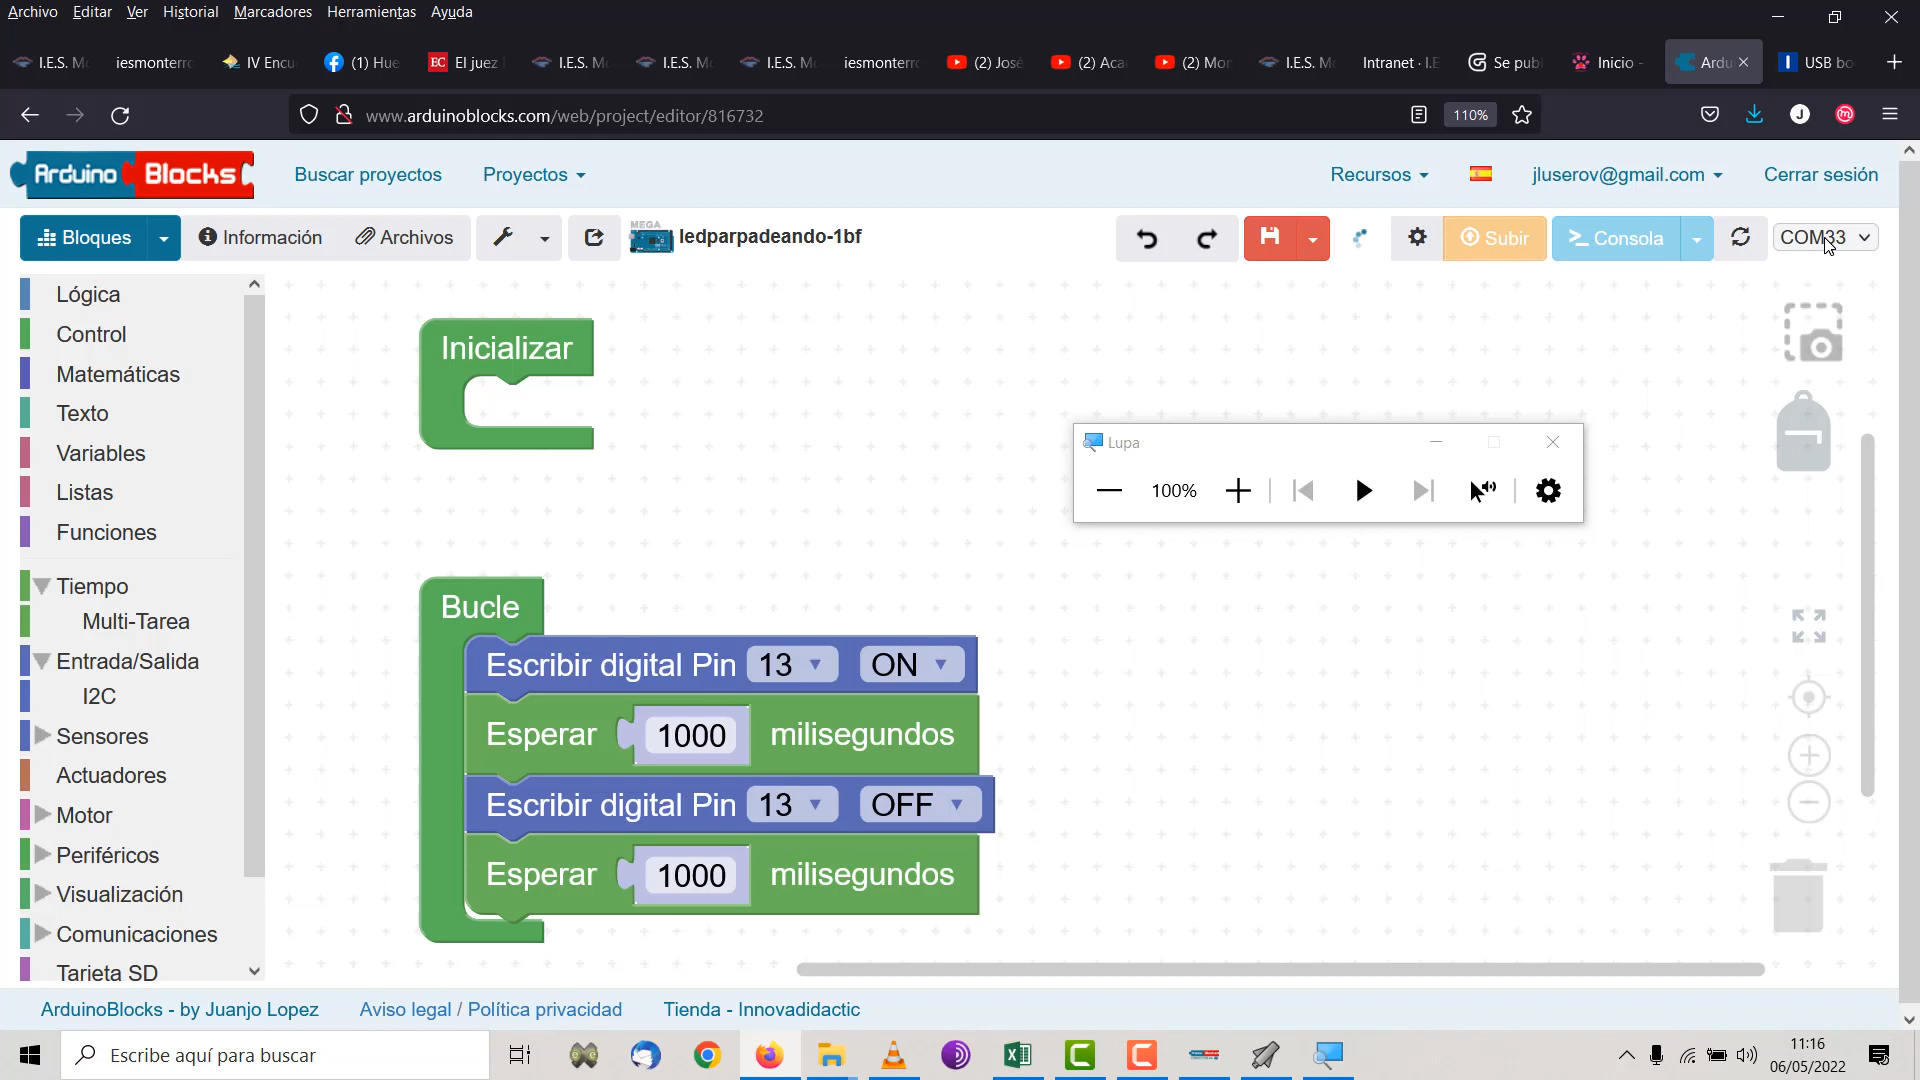 Archivo Editar Ver Historial Marcadores Herramientas Ayuda
I.E.S. M iesmonterr IV Encu (1) Hue EC El juez I.E.S. M I.E.S. M I.E.S. M iesmonterr (2) José (2) Aca (2) Mor I.E.S. M Intranet · I.E Se pub Inicio - Ardu USB bo
www.arduinoblocks.com/web/project/editor/816732 110% J
Arduino Blocks Buscar proyectos Proyectos Recursos jluserov@gmail.com Cerrar sesión
Bloques Información Archivos MEGA ledparpadeando-1bf Subir Consola COM33
Lógica
Control
Matemáticas
Texto
Variables
Listas
Funciones
Tiempo
Multi-Tarea
Entrada/Salida
I2C
Sensores
Actuadores
Motor
Periféricos
Visualización
Comunicaciones
Tarjeta SD
Inicializar
Bucle
Escribir digital Pin 13 ON
Esperar 1000 milisegundos
Escribir digital Pin 13 OFF
Esperar 1000 milisegundos
Lupa
100%
ArduinoBlocks - by Juanjo Lopez Aviso legal / Política privacidad Tienda - Innovadidactic
Escribe aquí para buscar
11:16
06/05/2022